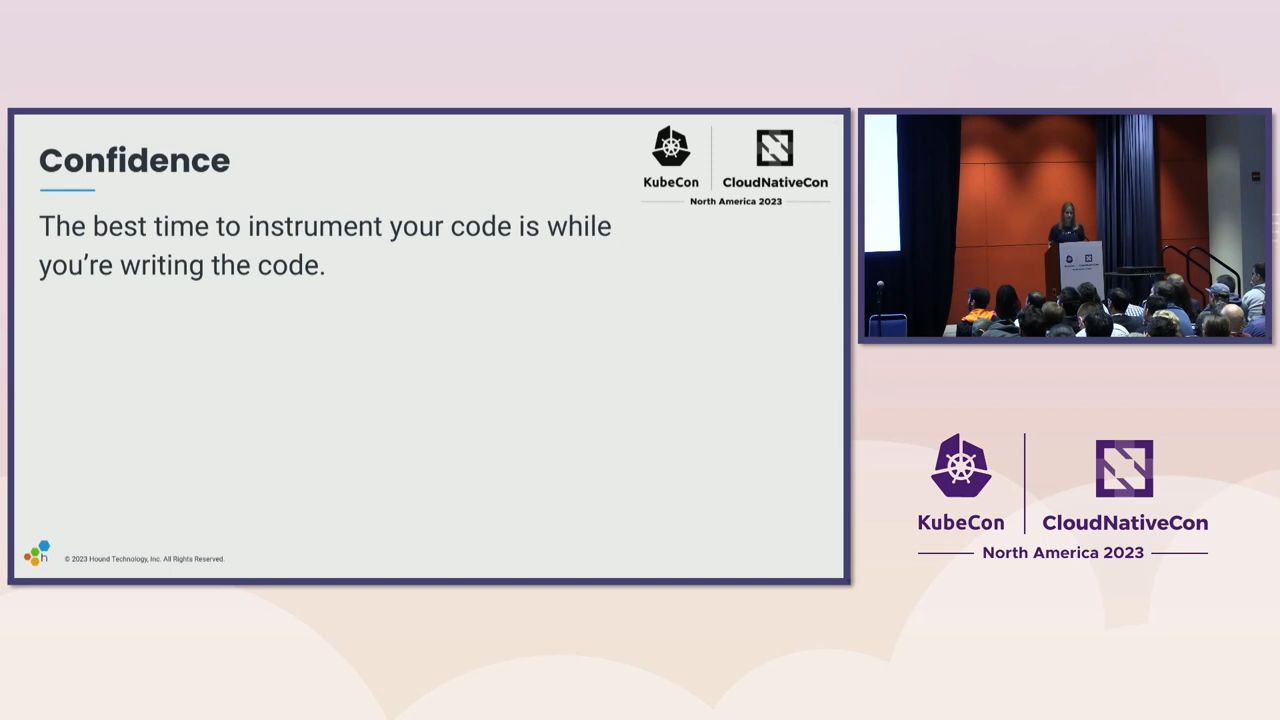 Confidence
The best time to instrument your code is while
you’re writing the code.
KubeCon
CloudNativeCon
North America 2023
h
© 2023 Hound Technology, Inc. All Rights Reserved.
KubeCon
CloudNativeCon
North America 2023